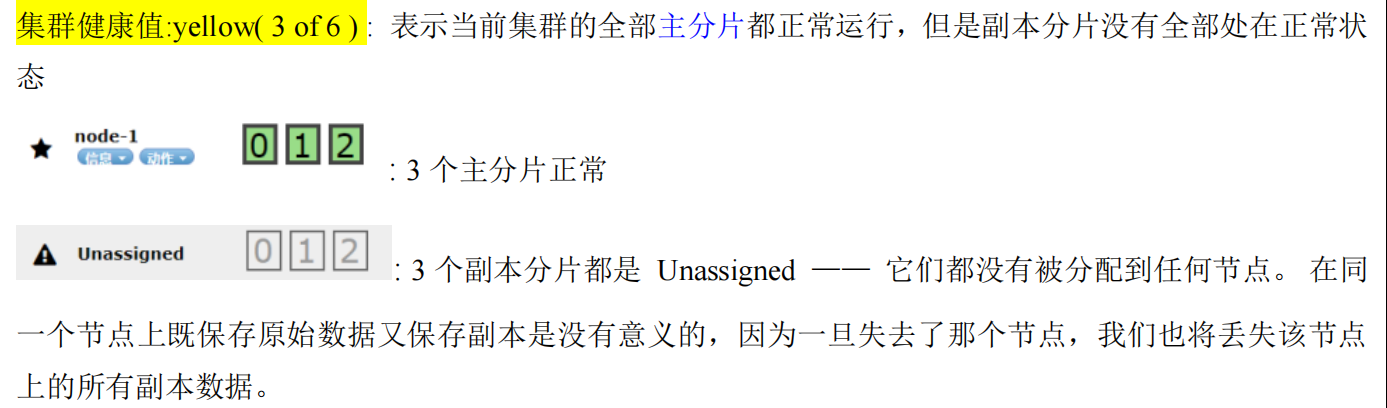 集群健康值:yellow( 3 of 6 ) : 表示当前集群的全部主分片都正常运行，但是副本分片没有全部处在正常状
态
node-1
信息 动作
0 1 2
: 3 个主分片正常
Unassigned 0 1 2
: 3 个副本分片都是 Unassigned —— 它们都没有被分配到任何节点。 在同
一个节点上既保存原始数据又保存副本是没有意义的，因为一旦失去了那个节点，我们也将丢失该节点
上的所有副本数据。